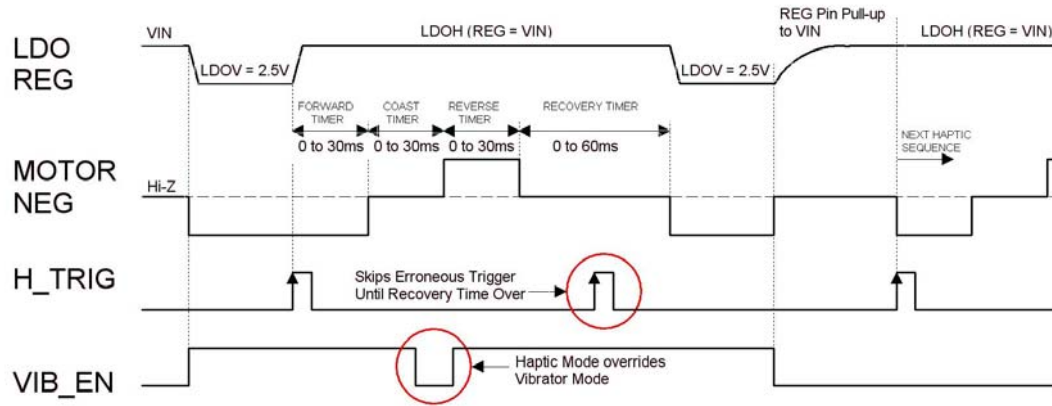 REG Pin Pull-up
to VIN
VIN
LDOH (REG = VIN)
LDOH (REG = VIN)
LDO
REG
LDOV = 2.5V
LDOV = 2.5V
FORWARD
TIMER
COAST
TIMER
REVERSE
TIMER
RECOVERY TIMER
0 to 30ms
0 to 30ms
0 to 30ms
0 to 60ms
NEXT HAPTIC
SEQUENCE
MOTOR
NEG
Hi-Z
H_TRIG
Skips Erroneous Trigger
Until Recovery Time Over
VIB_EN
Haptic Mode overrides
Vibrator Mode